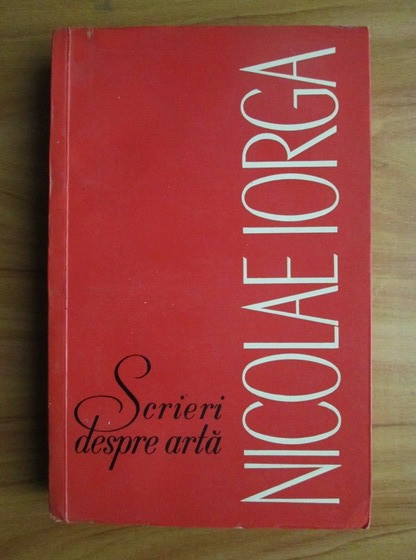 NICOLAE IORGA
Scrieri
despre artă